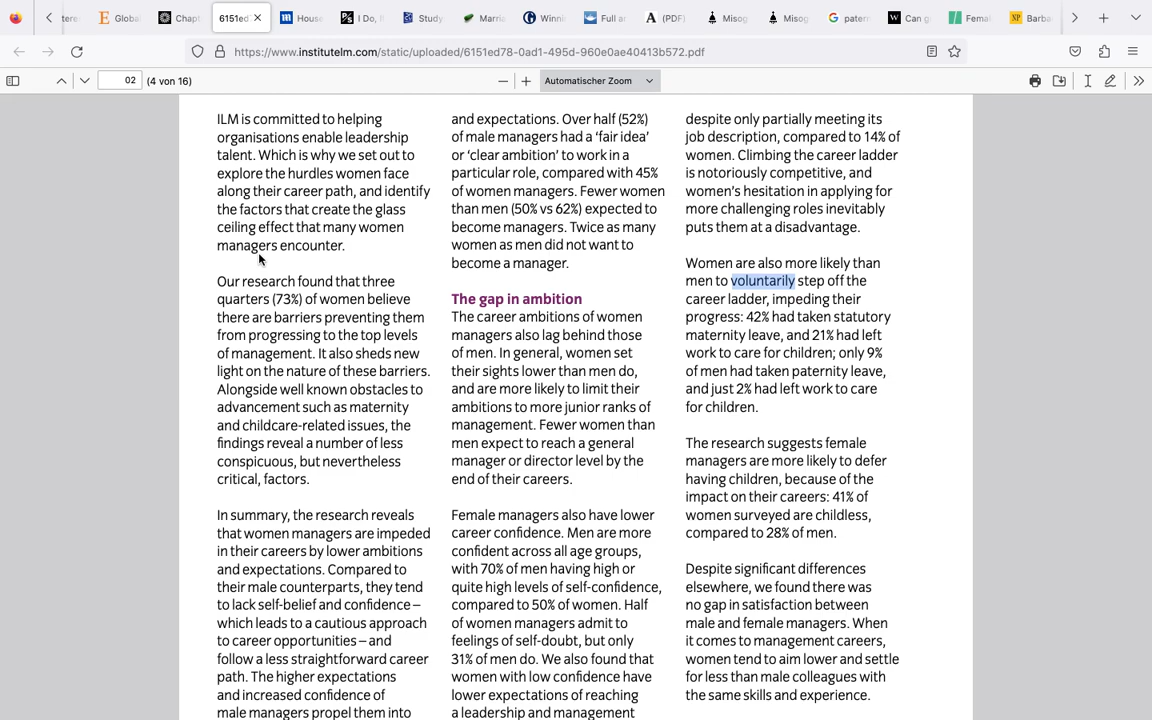 teres
Globa
Chapt
6151ed
House
I Do, I
Study
Marria
Winni
Full ar
(PDF)
Misog
Misog
patern
Can g
Fema
Barba
https://www.institutelm.com/static/uploaded/6151ed78-0ad1-495d-960e0ae40413b572.pdf
02 (4 von 16)
Automatischer Zoom
ILM is committed to helping
organisations enable leadership
talent. Which is why we set out to
explore the hurdles women face
along their career path, and identify
the factors that create the glass
ceiling effect that many women
managers encounter.
Our research found that three
quarters (73%) of women believe
there are barriers preventing them
from progressing to the top levels
of management. It also sheds new
light on the nature of these barriers.
Alongside well known obstacles to
advancement such as maternity
and childcare-related issues, the
findings reveal a number of less
conspicuous, but nevertheless
critical, factors.
In summary, the research reveals
that women managers are impeded
in their careers by lower ambitions
and expectations. Compared to
their male counterparts, they tend
to lack self-belief and confidence –
which leads to a cautious approach
to career opportunities – and
follow a less straightforward career
path. The higher expectations
and increased confidence of
male managers propel them into
and expectations. Over half (52%)
of male managers had a ‘fair idea’
or ‘clear ambition’ to work in a
particular role, compared with 45%
of women managers. Fewer women
than men (50% vs 62%) expected to
become managers. Twice as many
women as men did not want to
become a manager.
The gap in ambition
The career ambitions of women
managers also lag behind those
of men. In general, women set
their sights lower than men do,
and are more likely to limit their
ambitions to more junior ranks of
management. Fewer women than
men expect to reach a general
manager or director level by the
end of their careers.
Female managers also have lower
career confidence. Men are more
confident across all age groups,
with 70% of men having high or
quite high levels of self-confidence,
compared to 50% of women. Half
of women managers admit to
feelings of self-doubt, but only
31% of men do. We also found that
women with low confidence have
lower expectations of reaching
a leadership and management
despite only partially meeting its
job description, compared to 14% of
women. Climbing the career ladder
is notoriously competitive, and
women’s hesitation in applying for
more challenging roles inevitably
puts them at a disadvantage.
Women are also more likely than
men to voluntarily step off the
career ladder, impeding their
progress: 42% had taken statutory
maternity leave, and 21% had left
work to care for children; only 9%
of men had taken paternity leave,
and just 2% had left work to care
for children.
The research suggests female
managers are more likely to defer
having children, because of the
impact on their careers: 41% of
women surveyed are childless,
compared to 28% of men.
Despite significant differences
elsewhere, we found there was
no gap in satisfaction between
male and female managers. When
it comes to management careers,
women tend to aim lower and settle
for less than male colleagues with
the same skills and experience.